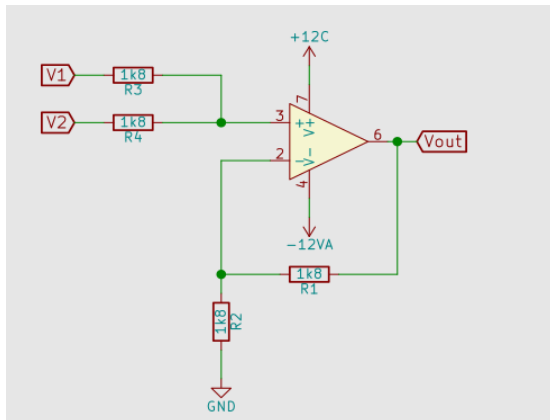 +12C
V1
1k8
R3
V2
1k8
R4
3
+
7
V+
2
-
V-
4
6
Vout
-12VA
1k8
R1
1k8
R2
GND